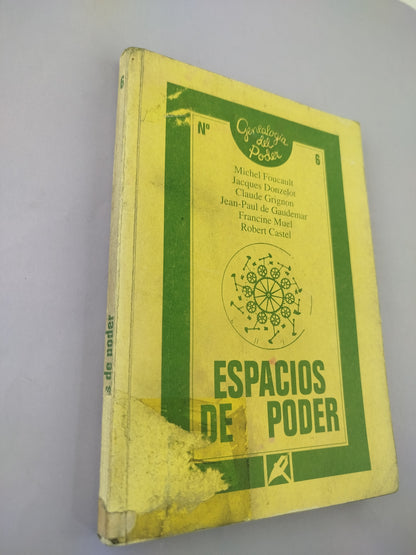 Genealogía
del
Poder
Nº 6
Michel Foucault
Jacques Donzelot
Claude Grignon
Jean-Paul de Gaudemar
Francine Muel
Robert Castel
ESPACIOS
DE PODER
6
de poder